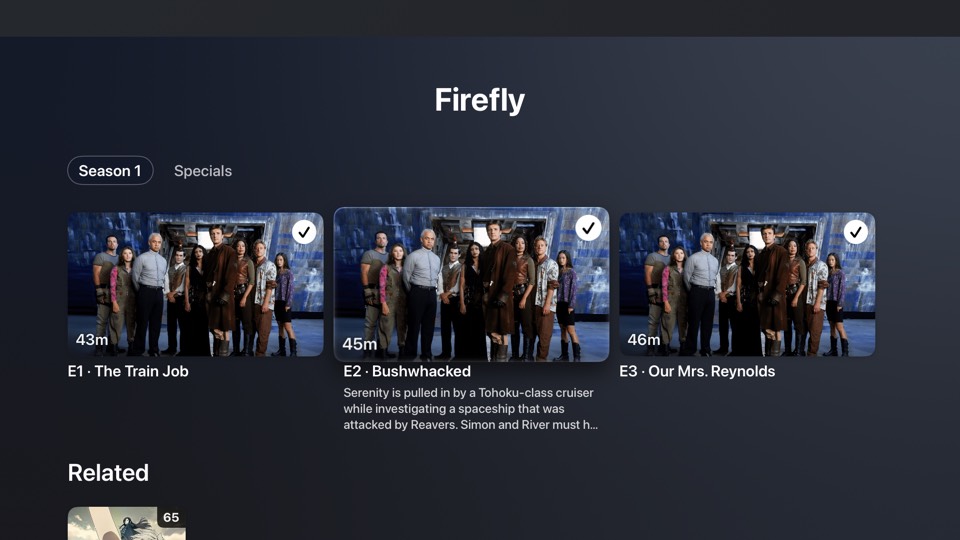 Firefly
Season 1
Specials
43m
45m
46m
E1 · The Train Job
E2 · Bushwhacked
E3 · Our Mrs. Reynolds
Serenity is pulled in by a Tohoku-class cruiser
while investigating a spaceship that was
attacked by Reavers. Simon and River must h...
Related
65